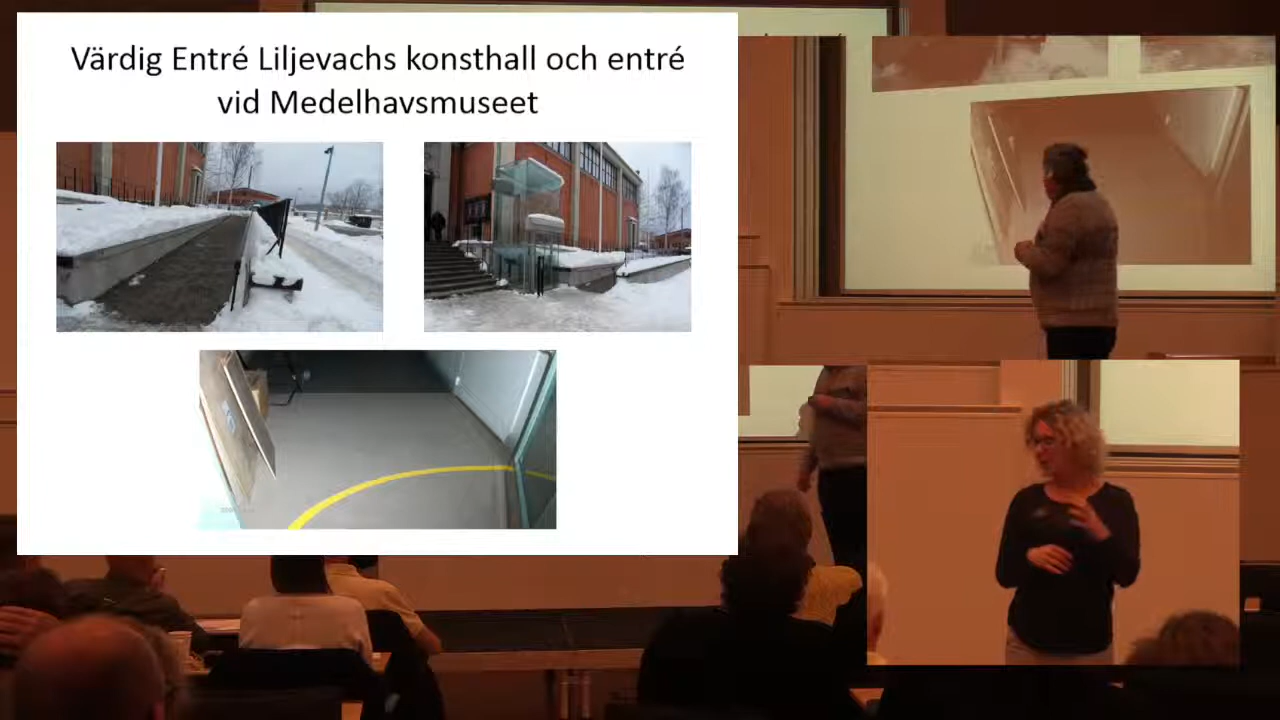 Värdig Entré Liljevachs konsthall och entré
vid Medelhavsmuseet